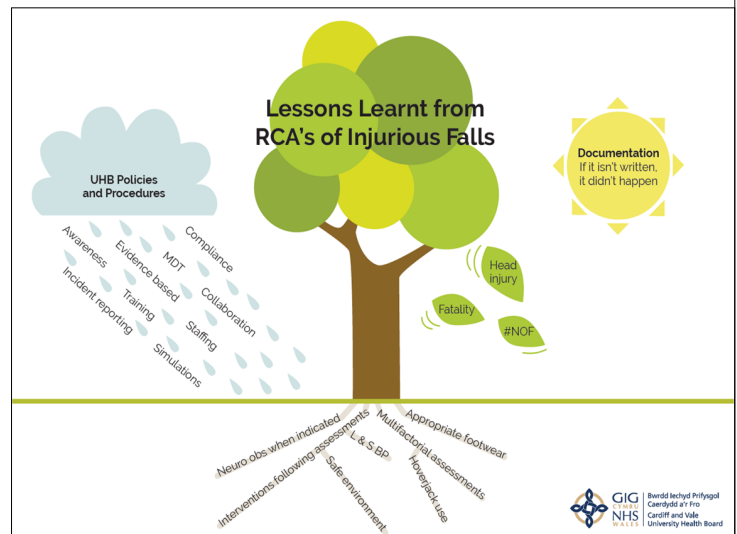 Lessons Learnt from
RCA's of Injurious Falls
UHB Policies
and Procedures
Documentation
If it isn't written,
it didn't happen
Compliance
MDT
Collaboration
Awareness
Evidence based
Staffing
Training
Incident reporting
Simulations
Head
injury
Fatality
#NOF
Neuro obs when indicated
Interventions following assessments
L & S BP
Safe environment
Multifactorial assessments
Appropriate footwear
Hoverjack use
GIG
CYMRU
NHS
WALES
Bwrdd Iechyd Prifysgol
Caerdydd a'r Fro
Cardiff and Vale
University Health Board